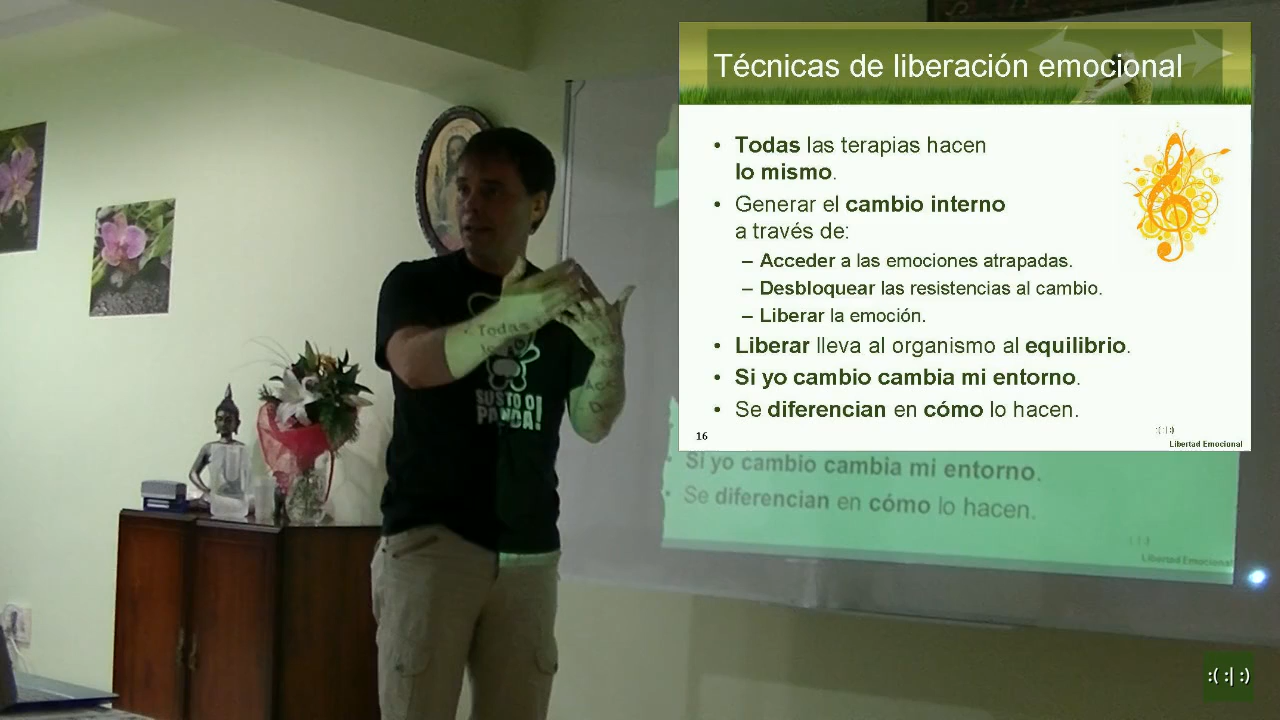 Técnicas de liberación emocional
• Todas las terapias hacen
lo mismo.
• Generar el cambio interno
a través de:
– Acceder a las emociones atrapadas.
– Desbloquear las resistencias al cambio.
– Liberar la emoción.
• Liberar lleva al organismo al equilibrio.
• Si yo cambio cambia mi entorno.
• Se diferencian en cómo lo hacen.
16
:(:|:)
Libertad Emocional
• Todas
SUSTO O
PANDA!
• Si yo cambio cambia mi entorno.
• Se diferencian en cómo lo hacen.
Libertad Emocional
:( :| :)